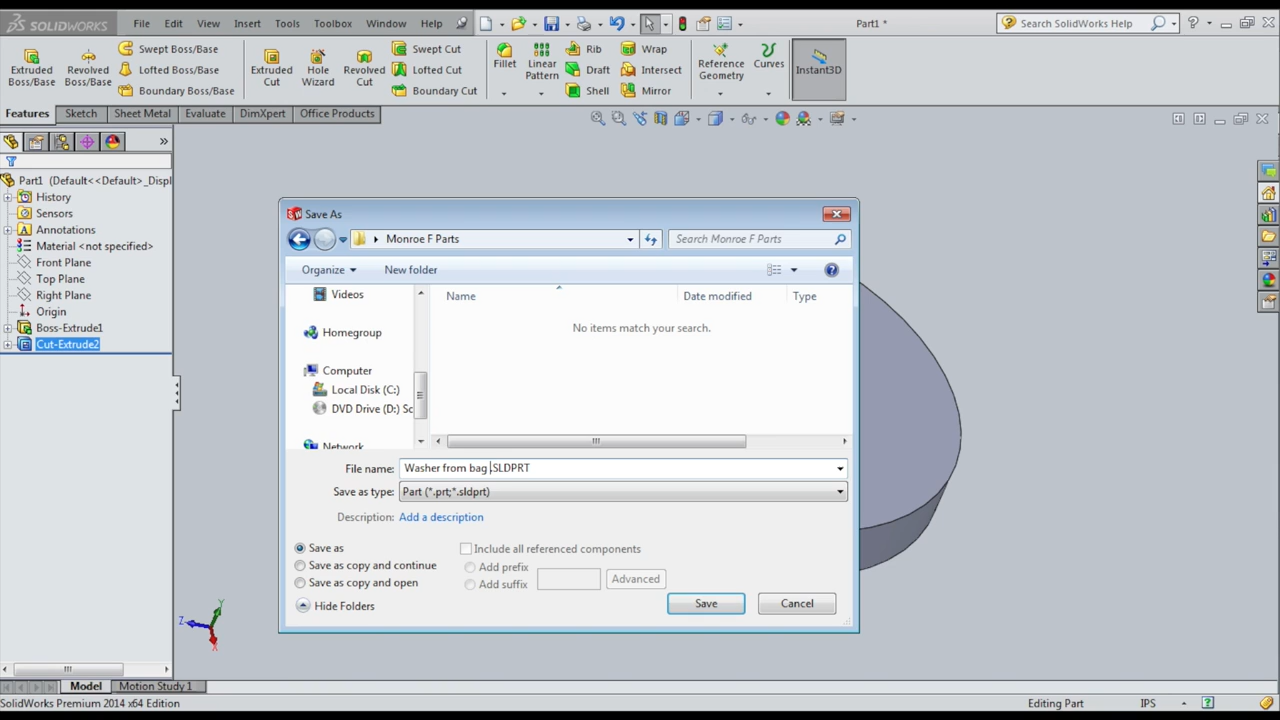 SOLIDWORKS File Edit View Insert Tools Toolbox Window Help Part1 * Search SolidWorks Help
Extruded Boss/Base
Revolved Boss/Base
Swept Boss/Base
Lofted Boss/Base
Boundary Boss/Base
Extruded Cut
Hole Wizard
Revolved Cut
Swept Cut
Lofted Cut
Boundary Cut
Fillet
Linear Pattern
Rib
Draft
Shell
Wrap
Intersect
Mirror
Reference Geometry
Curves
Instant3D
Features Sketch Sheet Metal Evaluate DimXpert Office Products
Part1 (Default<<Default>_Displ
History
Sensors
Annotations
Material <not specified>
Front Plane
Top Plane
Right Plane
Origin
Boss-Extrude1
Cut-Extrude2
Save As
Monroe F Parts Search Monroe F Parts
Organize New folder
Videos
Homegroup
Computer
Local Disk (C:)
DVD Drive (D:) Sc
Network
Name Date modified Type
No items match your search.
File name: Washer from bag .SLDPRT
Save as type: Part (*.prt;*.sldprt)
Description: Add a description
Save as
Save as copy and continue
Save as copy and open
Include all referenced components
Add prefix
Add suffix Advanced
Hide Folders Save Cancel
Y
Z
X
Model Motion Study 1
SolidWorks Premium 2014 x64 Edition Editing Part IPS